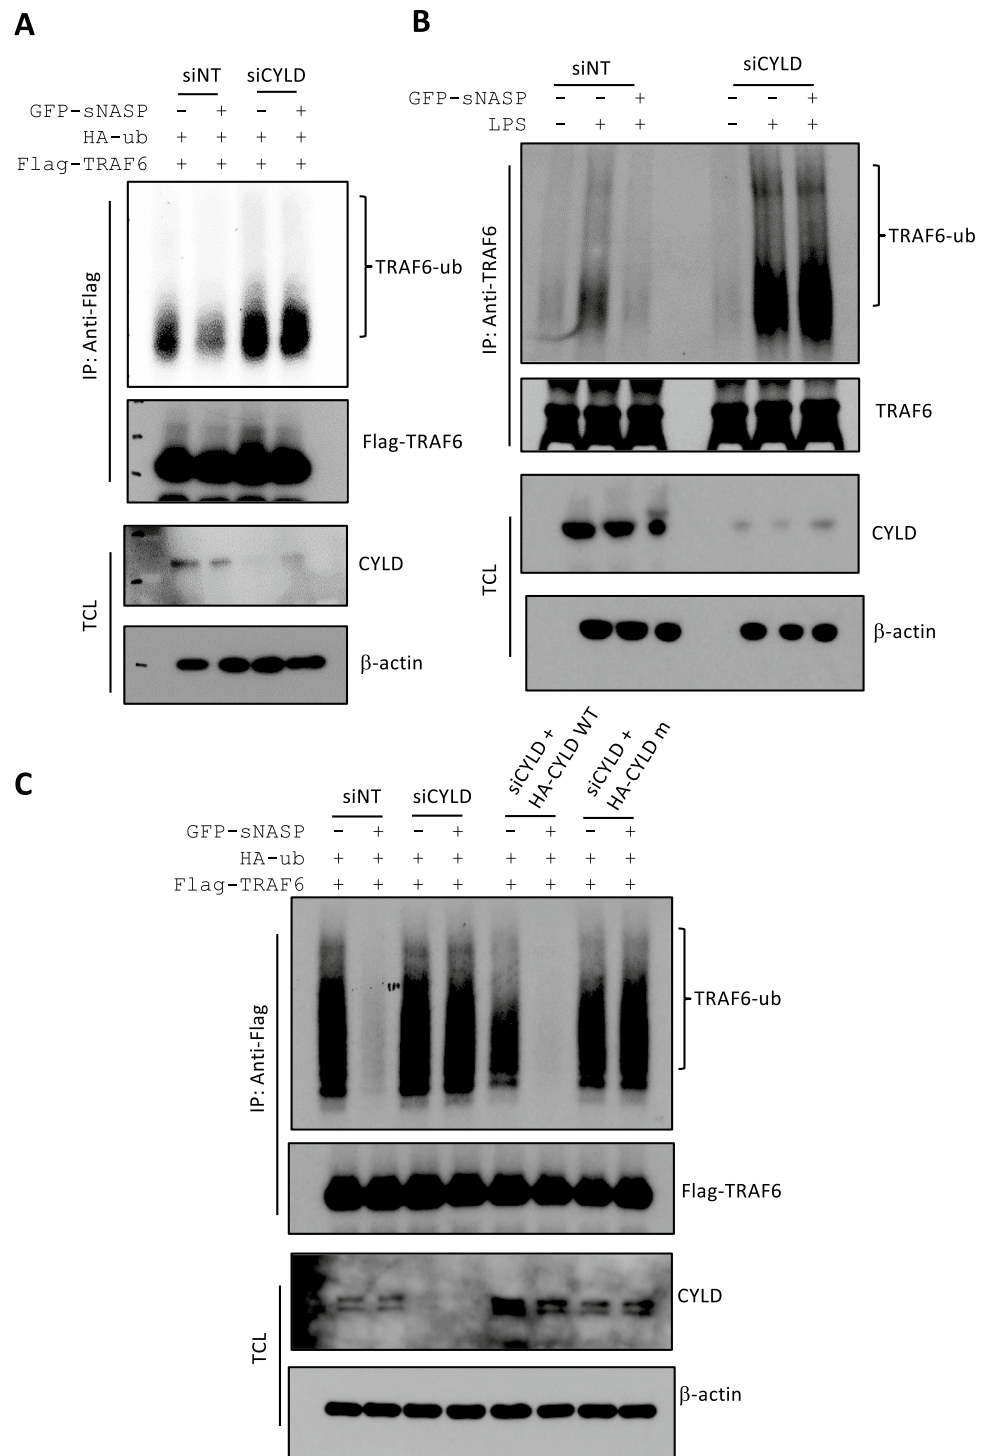 A
siNT siCYLD
GFP-sNASP - + - +
HA-ub + + + +
Flag-TRAF6 + + + +
IP: Anti-Flag
TRAF6-ub
Flag-TRAF6
TCL
CYLD
β-actin
B
siNT siCYLD
GFP-sNASP - - + - - +
LPS - + + - + +
IP: Anti-TRAF6
TRAF6-ub
TRAF6
TCL
CYLD
β-actin
C
siNT siCYLD
siCYLD +
HA-CYLD WT
siCYLD +
HA-CYLD m
GFP-sNASP - + - + - + - +
HA-ub + + + + + + + +
Flag-TRAF6 + + + + + + + +
IP: Anti-Flag
TRAF6-ub
Flag-TRAF6
TCL
CYLD
β-actin